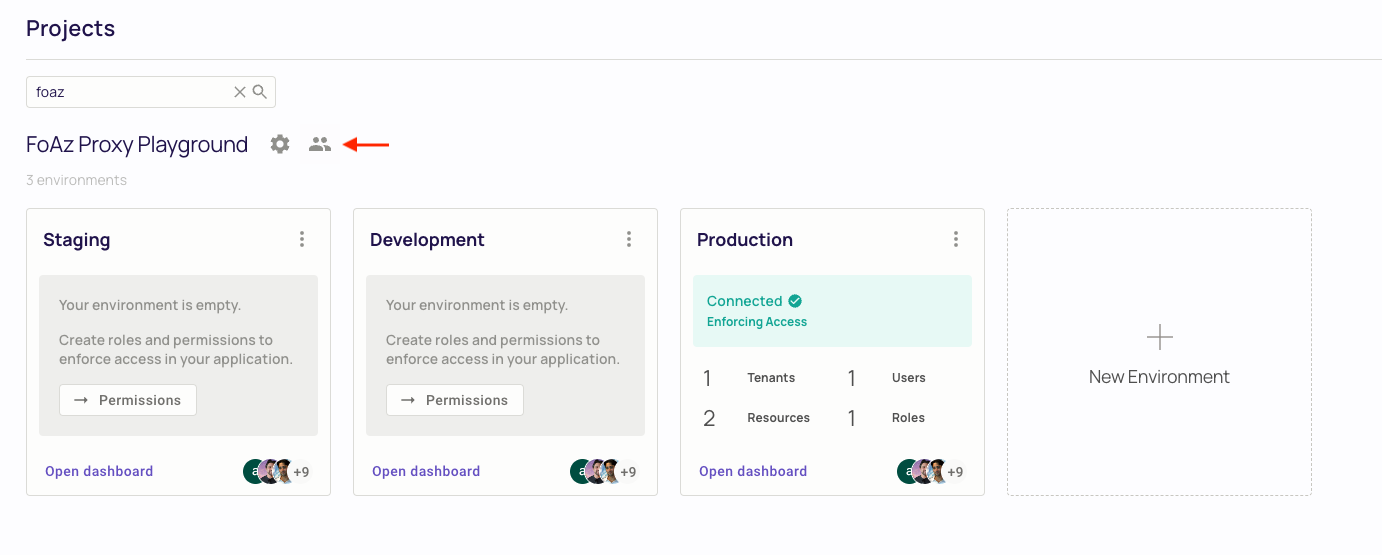 Projects
foaz
FoAz Proxy Playground
3 environments
Staging
Your environment is empty.
Create roles and permissions to
enforce access in your application.
→ Permissions
Open dashboard
a
+9
Development
Your environment is empty.
Create roles and permissions to
enforce access in your application.
→ Permissions
Open dashboard
a
+9
Production
Connected
Enforcing Access
1 Tenants 1 Users
2 Resources 1 Roles
Open dashboard
a
+9
New Environment